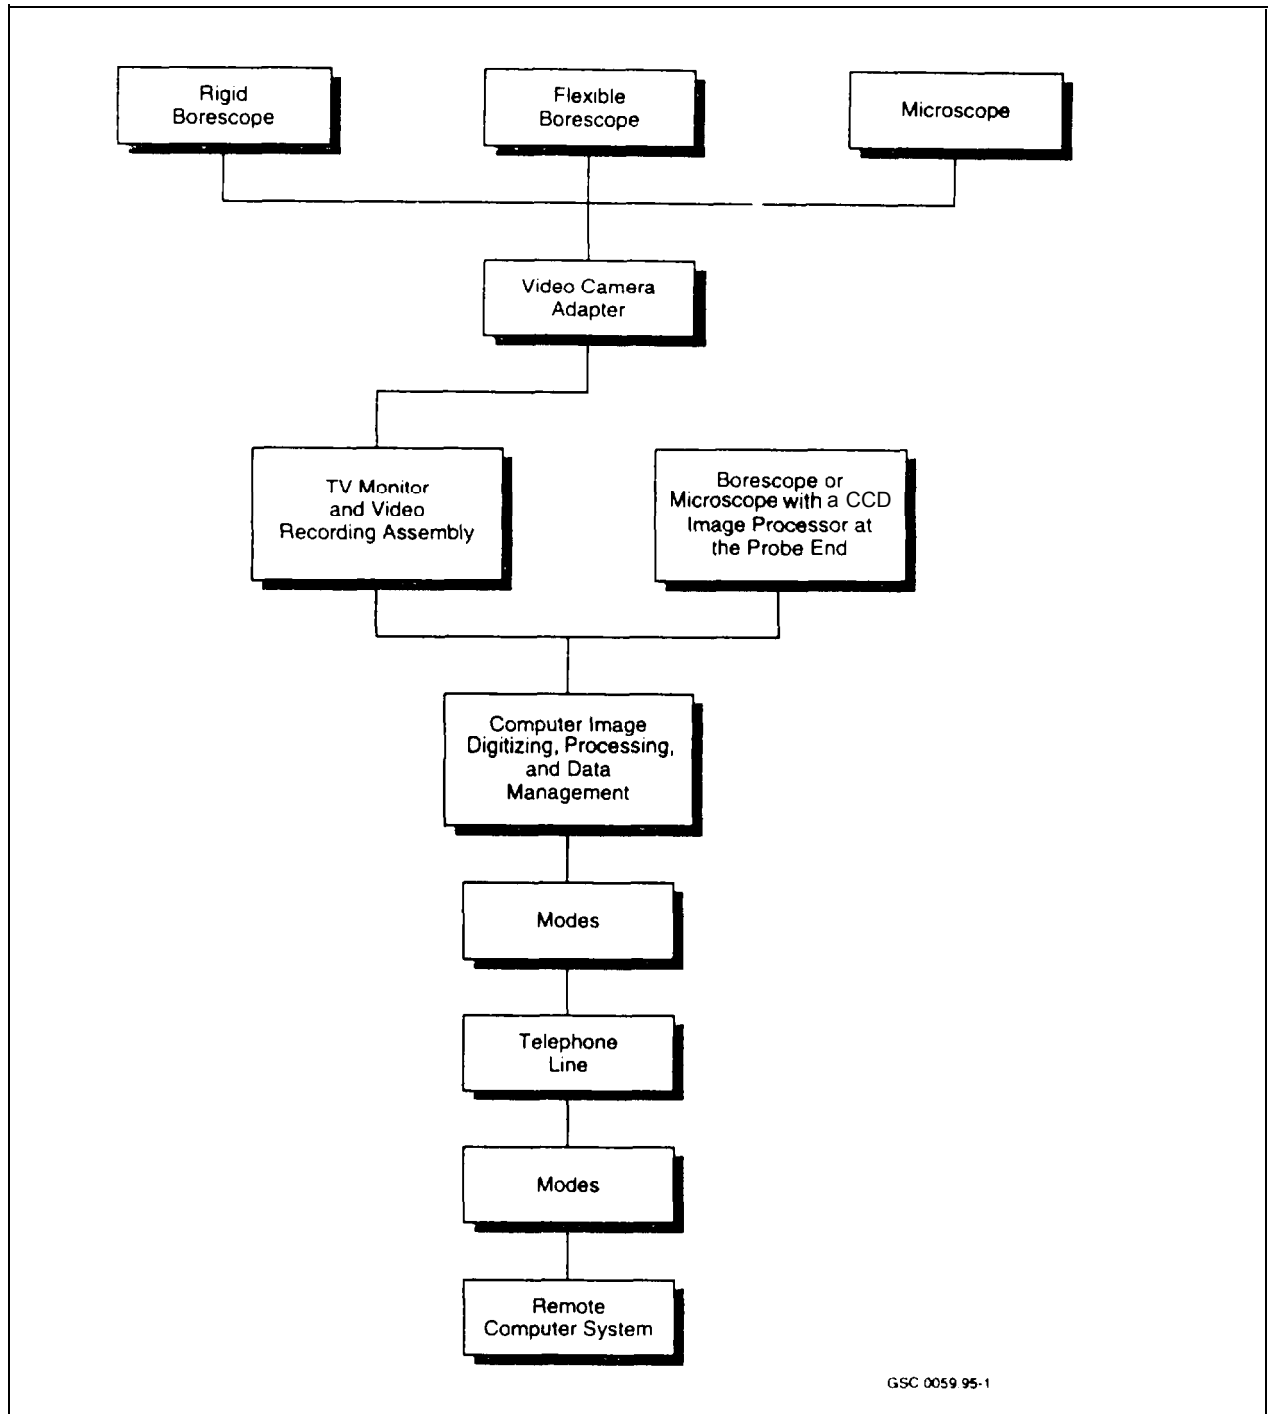 Rigid
Borescope
Flexible
Borescope
Microscope
Video Camera
Adapter
TV Monitor
and Video
Recording Assembly
Borescope or
Microscope with a CCD
Image Processor at
the Probe End
Computer Image
Digitizing, Processing,
and Data
Management
Modes
Telephone
Line
Modes
Remote
Computer System
GSC 0059 95-1